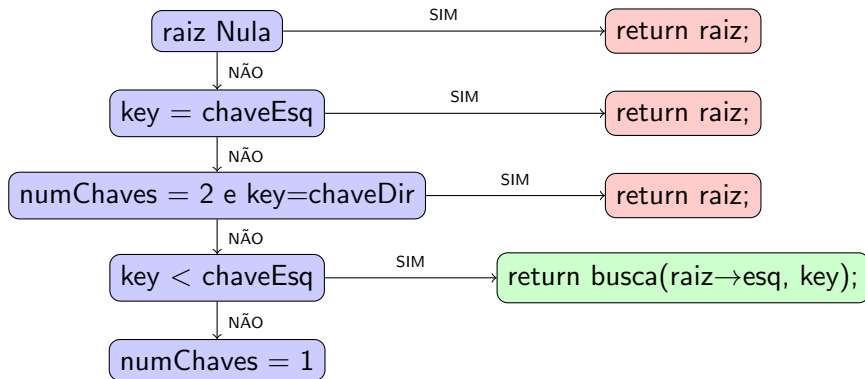 raiz Nula
SIM
return raiz;
NÃO
key = chaveEsq
SIM
return raiz;
NÃO
numChaves = 2 e key=chaveDir
SIM
return raiz;
NÃO
key < chaveEsq
SIM
return busca(raiz→esq, key);
NÃO
numChaves = 1